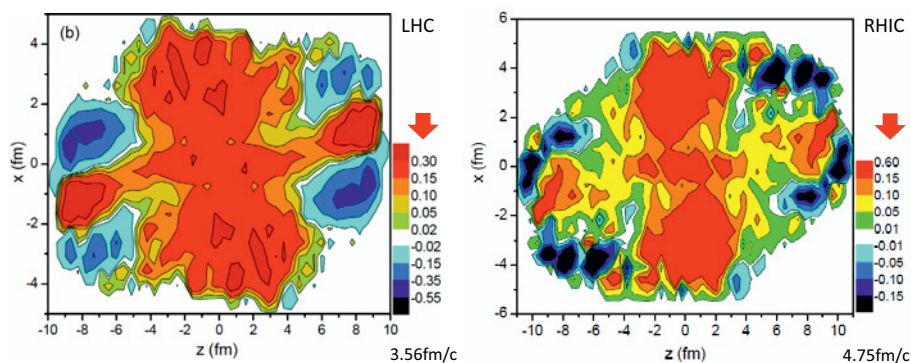 (b)
LHC
4
2
0
-2
-4
x (fm)
-10 -8 -6 -4 -2 0 2 4 6 8 10
z (fm)
0.30
0.15
0.10
0.05
0.02
-0.02
-0.15
-0.35
-0.55
3.56fm/c
RHIC
6
4
2
0
-2
-4
-6
x (fm)
-10 -8 -6 -4 -2 0 2 4 6 8 10
z (fm)
0.60
0.15
0.10
0.05
0.01
-0.01
-0.05
-0.10
-0.15
4.75fm/c